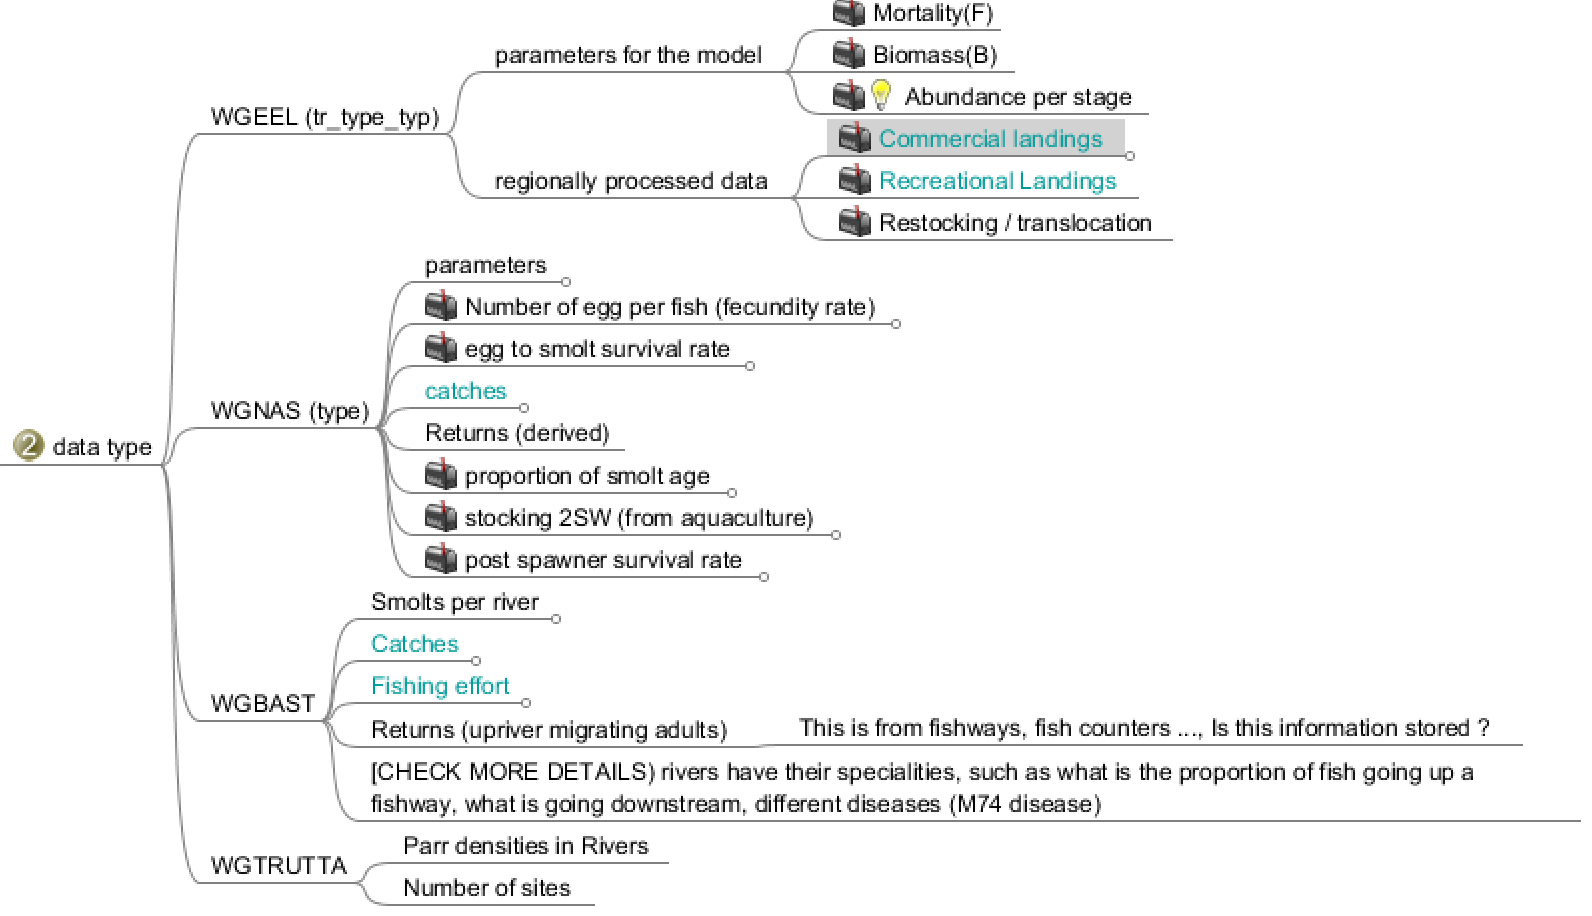 2 data type
WGEEL (tr_type_typ)
parameters for the model
Mortality(F)
Biomass(B)
Abundance per stage
regionally processed data
Commercial landings
Recreational Landings
Restocking / translocation
WGNAS (type)
parameters
Number of egg per fish (fecundity rate)
egg to smolt survival rate
catches
Returns (derived)
proportion of smolt age
stocking 2SW (from aquaculture)
post spawner survival rate
WGBAST
Smolts per river
Catches
Fishing effort
Returns (upriver migrating adults)
This is from fishways, fish counters ..., Is this information stored ?
[CHECK MORE DETAILS) rivers have their specialities, such as what is the proportion of fish going up a
fishway, what is going downstream, different diseases (M74 disease)
WGTRUTTA
Parr densities in Rivers
Number of sites